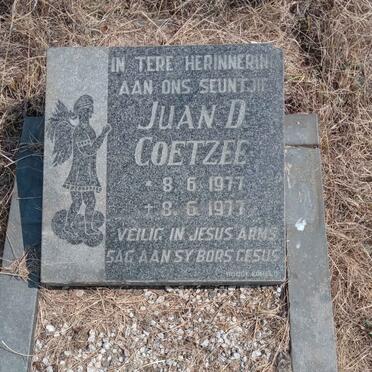 IN TERE HERINNERING
AAN ONS SEUNTJIE
JUAN D.
COETZEE
* 8. 6. 1977
† 8. 6. 1977
VEILIG IN JESUS ARMS
SAG AAN SY BORS GESUS